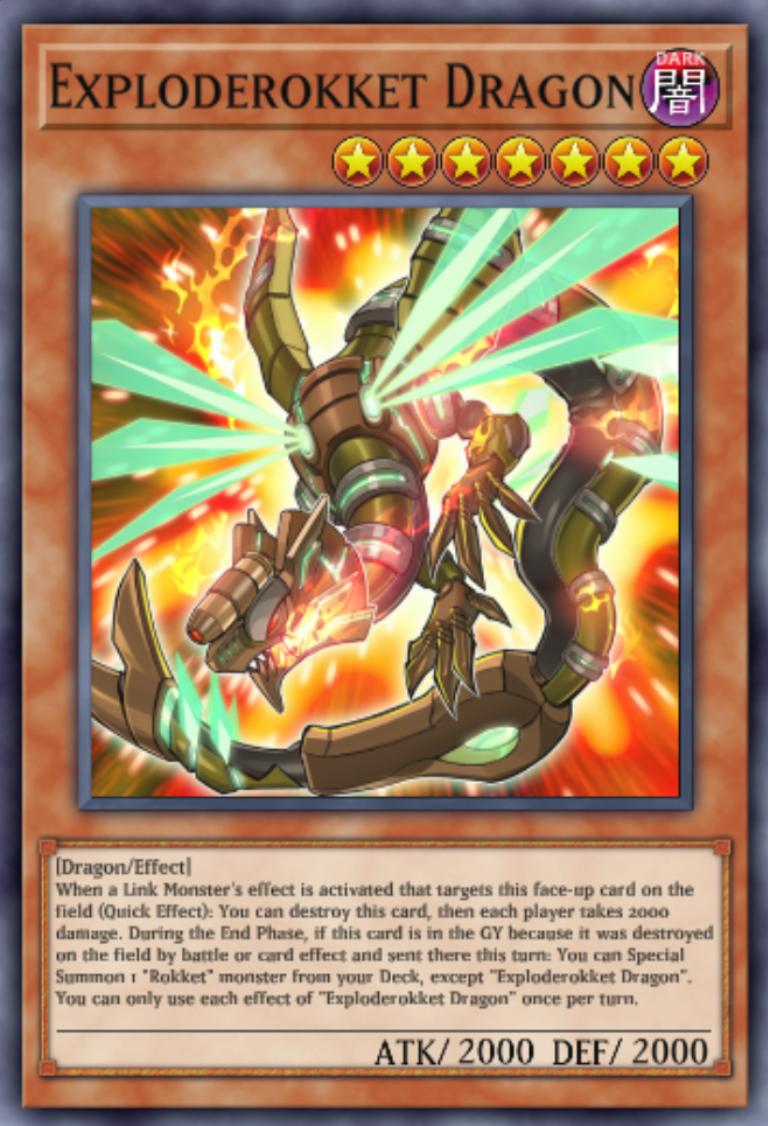 Exploderokket Dragon
DARK
闇
[Dragon/Effect]
When a Link Monster's effect is activated that targets this face-up card on the
field (Quick Effect): You can destroy this card, then each player takes 2000
damage. During the End Phase, if this card is in the GY because it was destroyed
on the field by battle or card effect and sent there this turn: You can Special
Summon 1 "Rokket" monster from your Deck, except "Exploderokket Dragon".
You can only use each effect of "Exploderokket Dragon" once per turn.
ATK/ 2000 DEF/ 2000